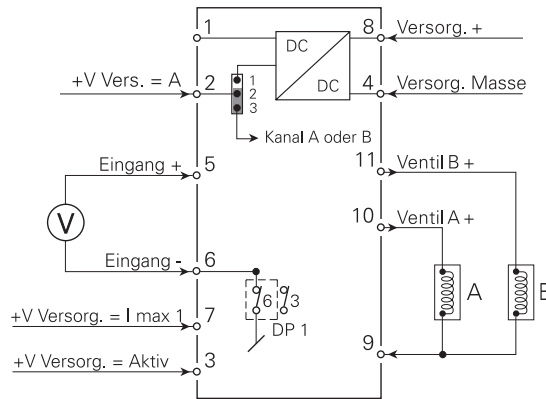 1
DC
DC
8
Versorg. +
+V Vers. = A
2
1
2
3
4
Versorg. Masse
Kanal A oder B
Eingang +
5
11
Ventil B +
10
Ventil A +
V
Eingang -
6
6
3
DP 1
A
B
+V Versorg. = I max 1
7
9
+V Versorg. = Aktiv
3